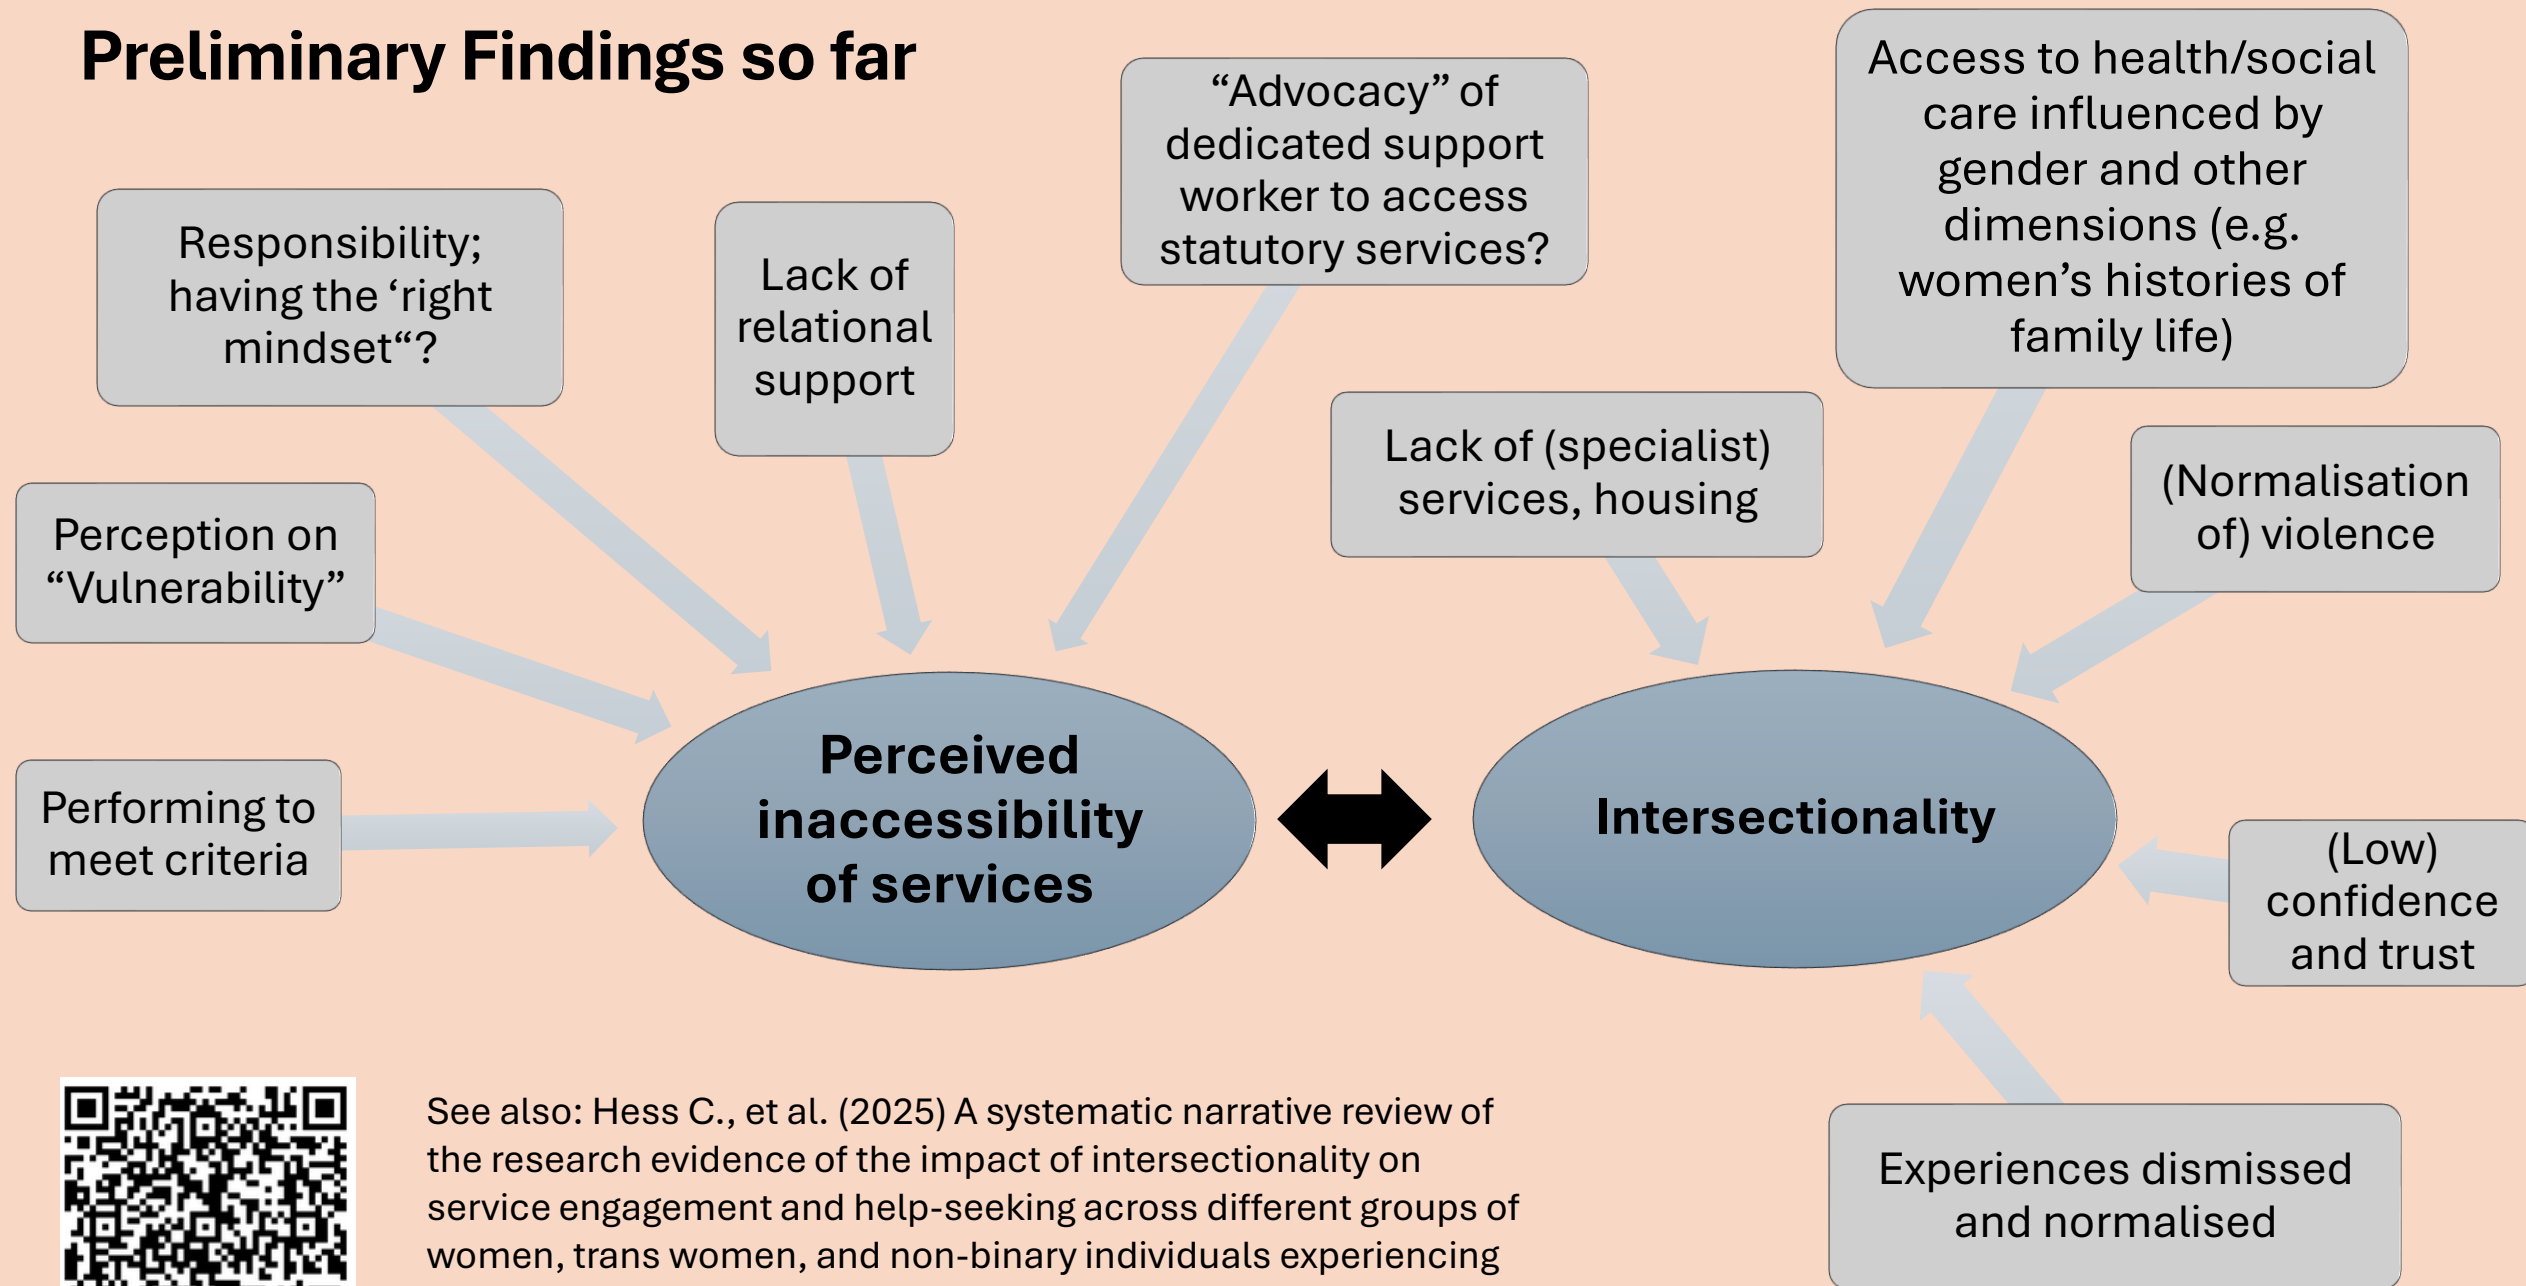 Preliminary Findings so far
“Advocacy” of
dedicated support
worker to access
statutory services?
Access to health/social
care influenced by
gender and other
dimensions (e.g.
women’s histories of
family life)
Responsibility;
having the ‘right
mindset“?
Lack of
relational
support
Lack of (specialist)
services, housing
(Normalisation
of) violence
Perception on
“Vulnerability”
Performing to
meet criteria
Perceived
inaccessibility
of services
Intersectionality
(Low)
confidence
and trust
Experiences dismissed
and normalised
See also: Hess C., et al. (2025) A systematic narrative review of
the research evidence of the impact of intersectionality on
service engagement and help-seeking across different groups of
women, trans women, and non-binary individuals experiencing